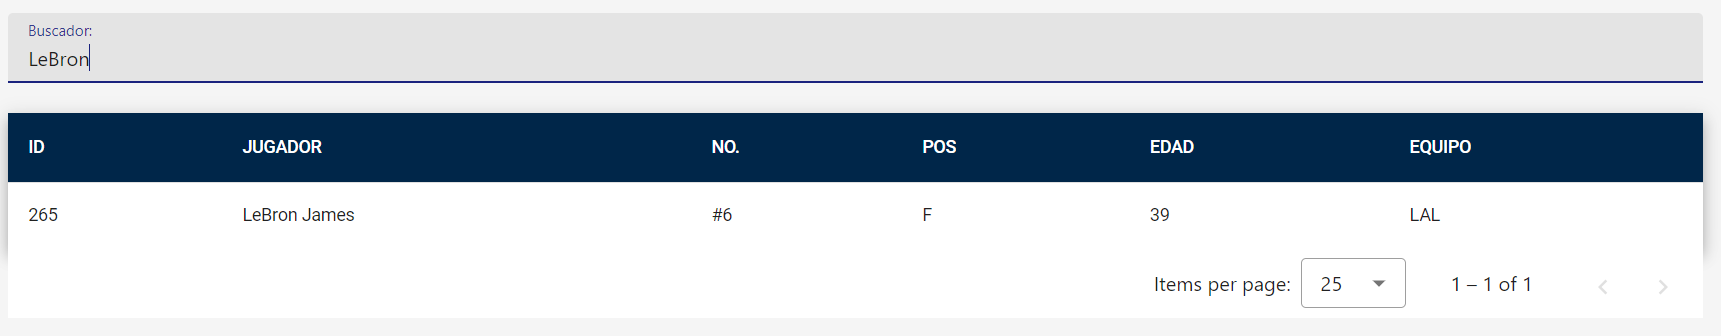 Buscador:
LeBron
ID JUGADOR NO. POS EDAD EQUIPO
265 LeBron James #6 F 39 LAL
Items per page: 25 1 – 1 of 1